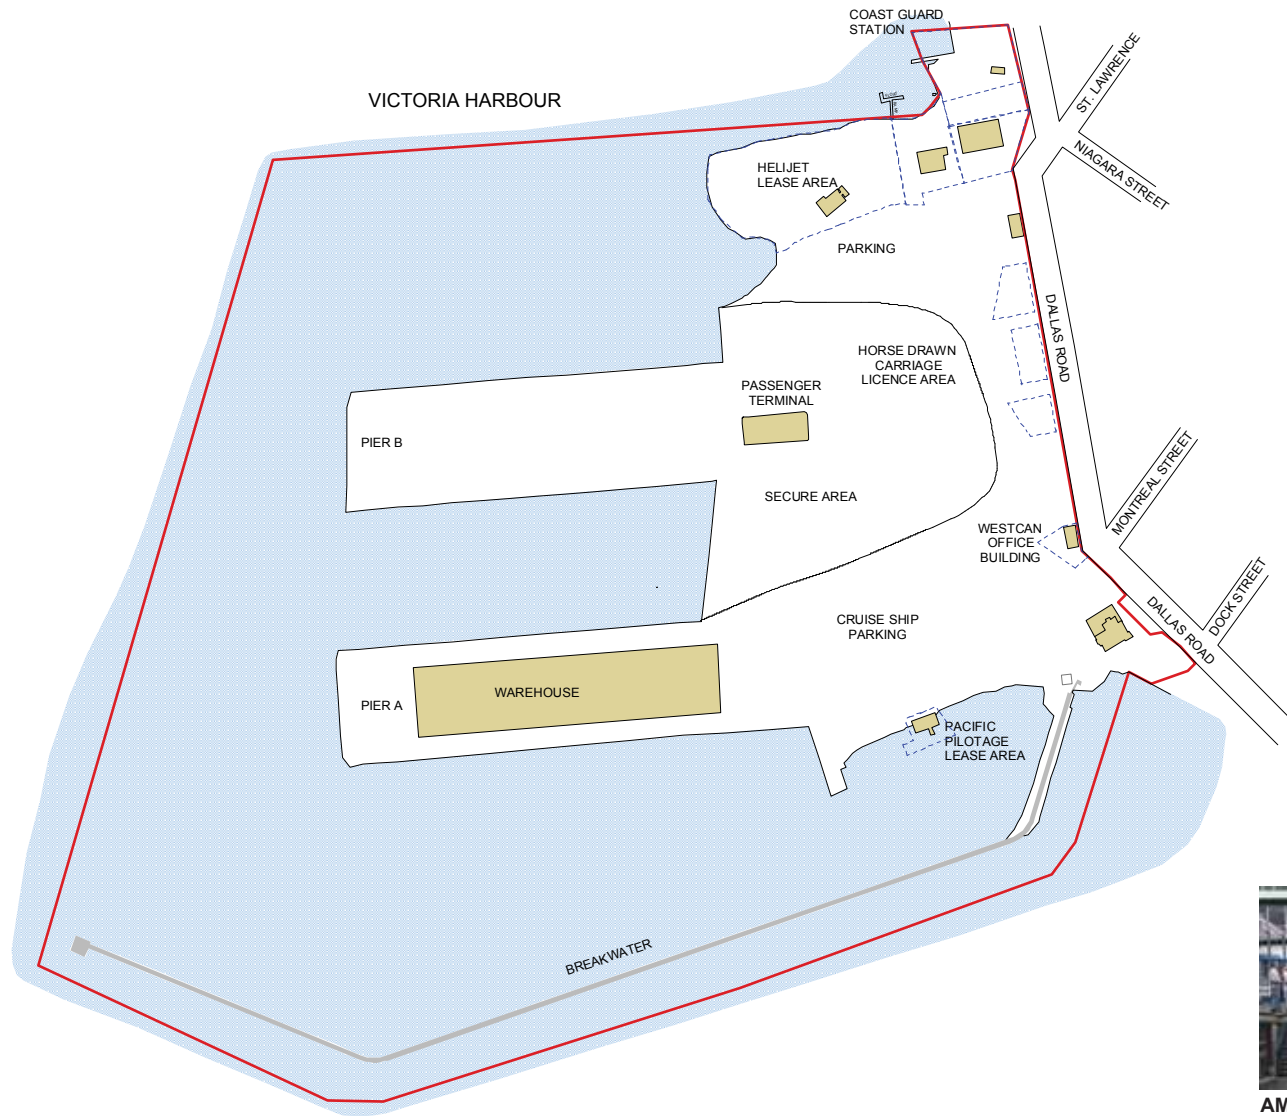 COAST GUARD
STATION
VICTORIA HARBOUR
ST. LAWRENCE
NIAGARA STREET
HELIJET
LEASE AREA
PARKING
DALLAS ROAD
HORSE DRAWN
CARRIAGE
LICENCE AREA
PASSENGER
TERMINAL
PIER B
SECURE AREA
MONTREAL STREET
WESTCAN
OFFICE
BUILDING
DOCK STREET
DALLAS ROAD
CRUISE SHIP
PARKING
WAREHOUSE
PIER A
PACIFIC
PILOTAGE
LEASE AREA
BREAKWATER
AM